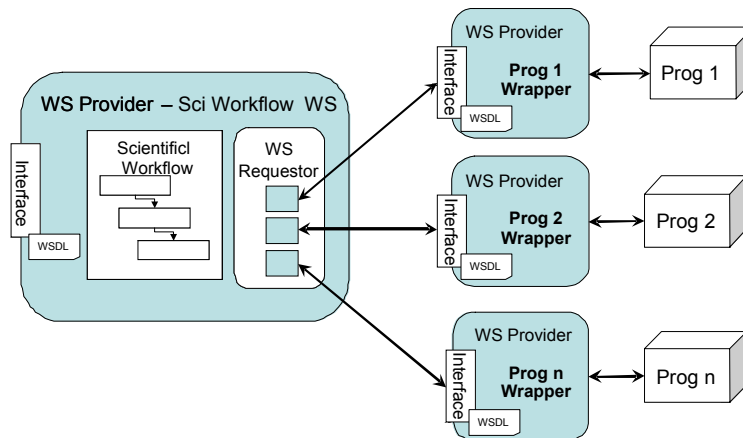 WS Provider – Sci Workflow WS
Interface
WSDL
Scientificl
Workflow
WS
Requestor
WS Provider
Prog 1
Wrapper
Interface
WSDL
Prog 1
WS Provider
Prog 2
Wrapper
Interface
WSDL
Prog 2
WS Provider
Prog n
Wrapper
Interface
WSDL
Prog n